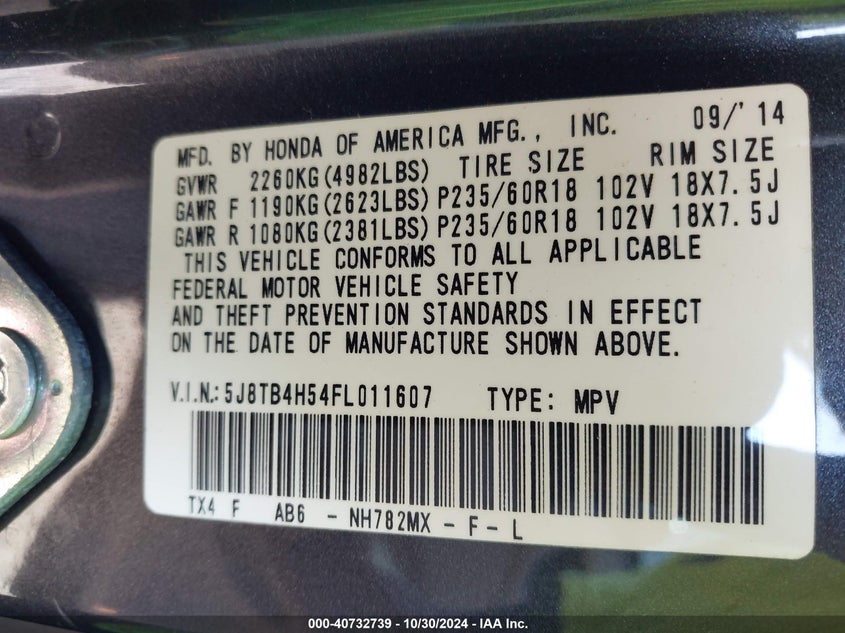 MFD. BY HONDA OF AMERICA MFG., INC. 09/'14
GVWR 2260KG(4982LBS) TIRE SIZE RIM SIZE
GAWR F 1190KG(2623LBS) P235/60R18 102V 18X7.5J
GAWR R 1080KG(2381LBS) P235/60R18 102V 18X7.5J
THIS VEHICLE CONFORMS TO ALL APPLICABLE
FEDERAL MOTOR VEHICLE SAFETY
AND THEFT PREVENTION STANDARDS IN EFFECT
ON THE DATE OF MANUFACTURE SHOWN ABOVE.
V.I.N.: 5J8TB4H54FL011607 TYPE: MPV
TX4 F AB6 - NH782MX - F - L
000-40732739 - 10/30/2024 - IAA Inc.